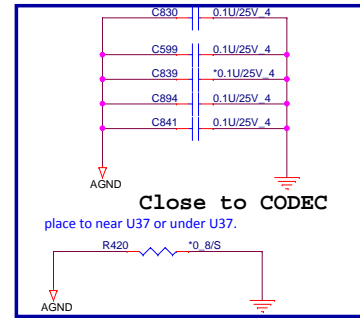 C830 0.1U/25V_4
C599 0.1U/25V_4
C839 *0.1U/25V_4
C894 0.1U/25V_4
C841 0.1U/25V_4
AGND
Close to CODEC
place to near U37 or under U37.
R420 *0_8/S
AGND